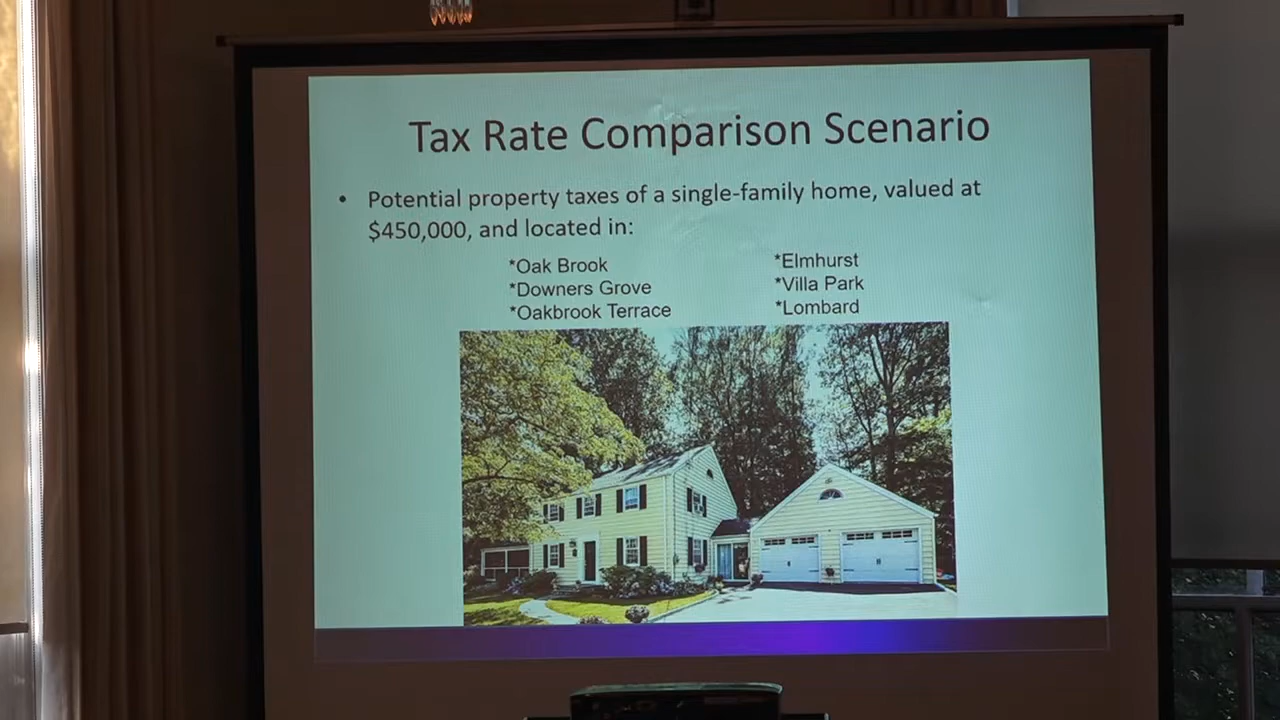 Tax Rate Comparison Scenario
• Potential property taxes of a single-family home, valued at
$450,000, and located in:
*Oak Brook
*Downers Grove
*Oakbrook Terrace
*Elmhurst
*Villa Park
*Lombard